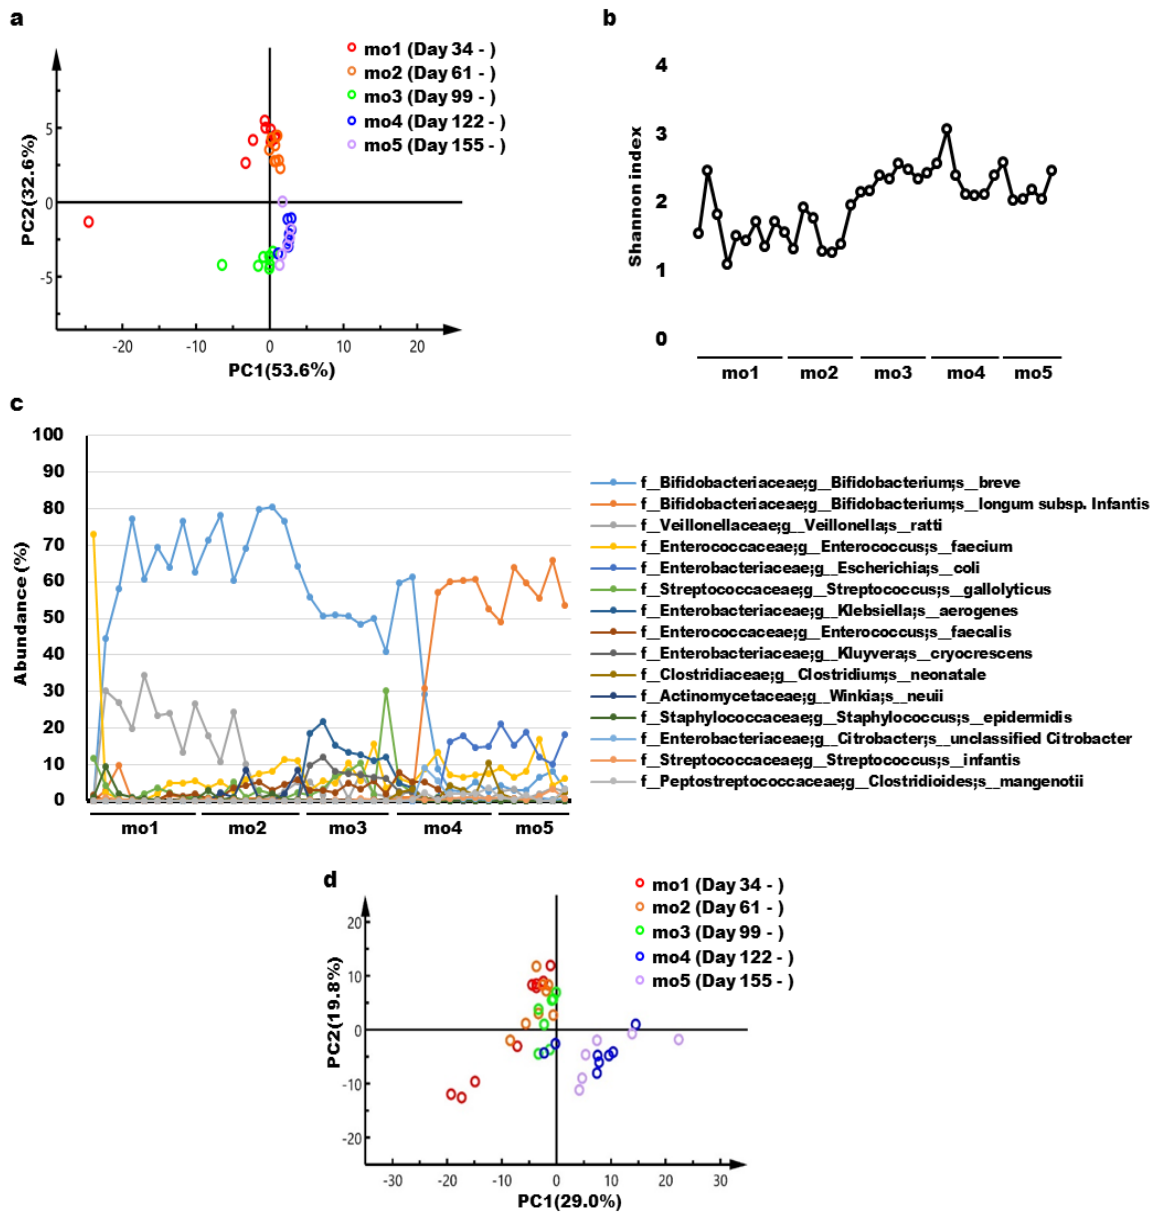 a
mo1 (Day 34 - )
mo2 (Day 61 - )
mo3 (Day 99 - )
mo4 (Day 122 - )
mo5 (Day 155 - )
PC2(32.6%)
5
0
-5
-20
-10
0
10
20
PC1(53.6%)
b
Shannon index
4
3
2
1
0
mo1
mo2
mo3
mo4
mo5
c
Abundance (%)
100
90
80
70
60
50
40
30
20
10
0
mo1
mo2
mo3
mo4
mo5
f__Bifidobacteriaceae;g__Bifidobacterium;s__breve
f__Bifidobacteriaceae;g__Bifidobacterium;s__longum subsp. Infantis
f__Veillonellaceae;g__Veillonella;s__ratti
f__Enterococcaceae;g__Enterococcus;s__faecium
f__Enterobacteriaceae;g__Escherichia;s__coli
f__Streptococcaceae;g__Streptococcus;s__gallolyticus
f__Enterobacteriaceae;g__Klebsiella;s__aerogenes
f__Enterococcaceae;g__Enterococcus;s__faecalis
f__Enterobacteriaceae;g__Kluyvera;s__cryocrescens
f__Clostridiaceae;g__Clostridium;s__neonatale
f__Actinomycetaceae;g__Winkia;s__neuii
f__Staphylococcaceae;g__Staphylococcus;s__epidermidis
f__Enterobacteriaceae;g__Citrobacter;s__unclassified Citrobacter
f__Streptococcaceae;g__Streptococcus;s__infantis
f__Peptostreptococcaceae;g__Clostridioides;s__mangenotii
d
mo1 (Day 34 - )
mo2 (Day 61 - )
mo3 (Day 99 - )
mo4 (Day 122 - )
mo5 (Day 155 - )
PC2(19.8%)
20
10
0
-10
-20
-30
-20
-10
0
10
20
30
PC1(29.0%)